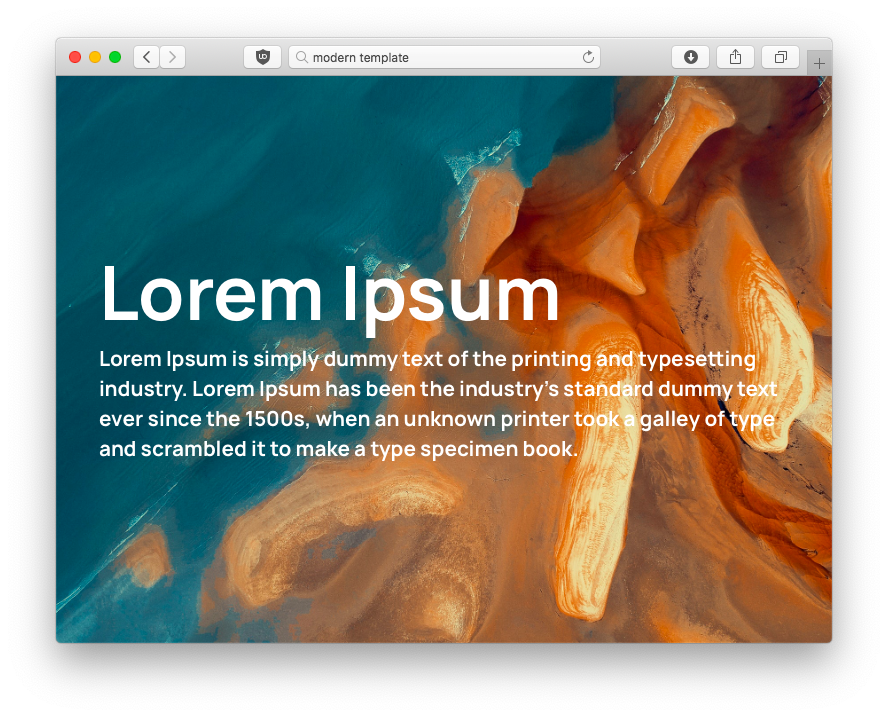 modern template
Lorem Ipsum
Lorem Ipsum is simply dummy text of the printing and typesetting
industry. Lorem Ipsum has been the industry’s standard dummy text
ever since the 1500s, when an unknown printer took a galley of type
and scrambled it to make a type specimen book.